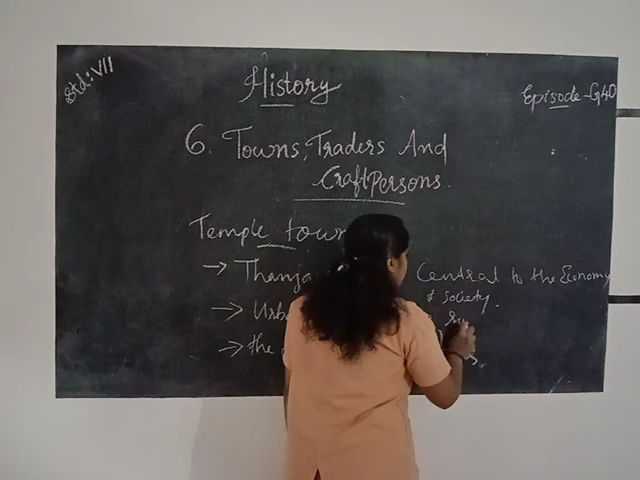 Std: VII
History
Episode-G40
6. Towns, Traders And
CraftPersons.
Temple town
→ Thanja Central to the Economy
& Society.
→ Urba
→ the